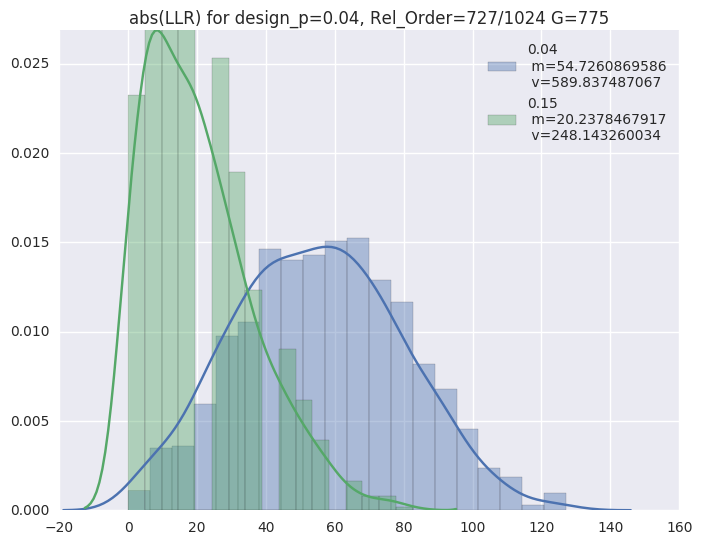 abs(LLR) for design_p=0.04, Rel_Order=727/1024 G=775
0.04
m=54.7260869586
v=589.837487067
0.15
m=20.2378467917
v=248.143260034
0.025
0.020
0.015
0.010
0.005
0.000
−20 0 20 40 60 80 100 120 140 160